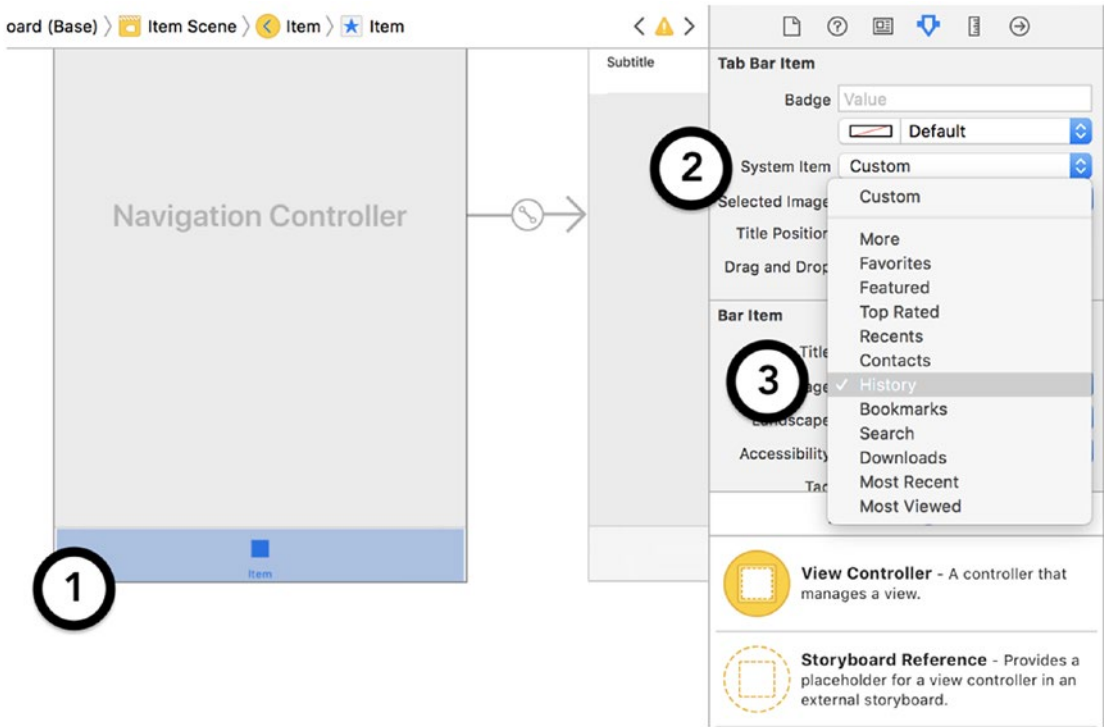 oard (Base) 〉 Item Scene 〉 Item 〉 Item
Subtitle
Navigation Controller
Item
1
Tab Bar Item
Badge Value
Default
2
System Item Custom
Selected Image
Title Position
Drag and Drop
Custom
More
Favorites
Featured
Top Rated
Recents
Contacts
History
Bookmarks
Search
Downloads
Most Recent
Most Viewed
Bar Item
Title
3
age
Landscape
Accessibility
Tag
View Controller - A controller that
manages a view.
Storyboard Reference - Provides a
placeholder for a view controller in an
external storyboard.